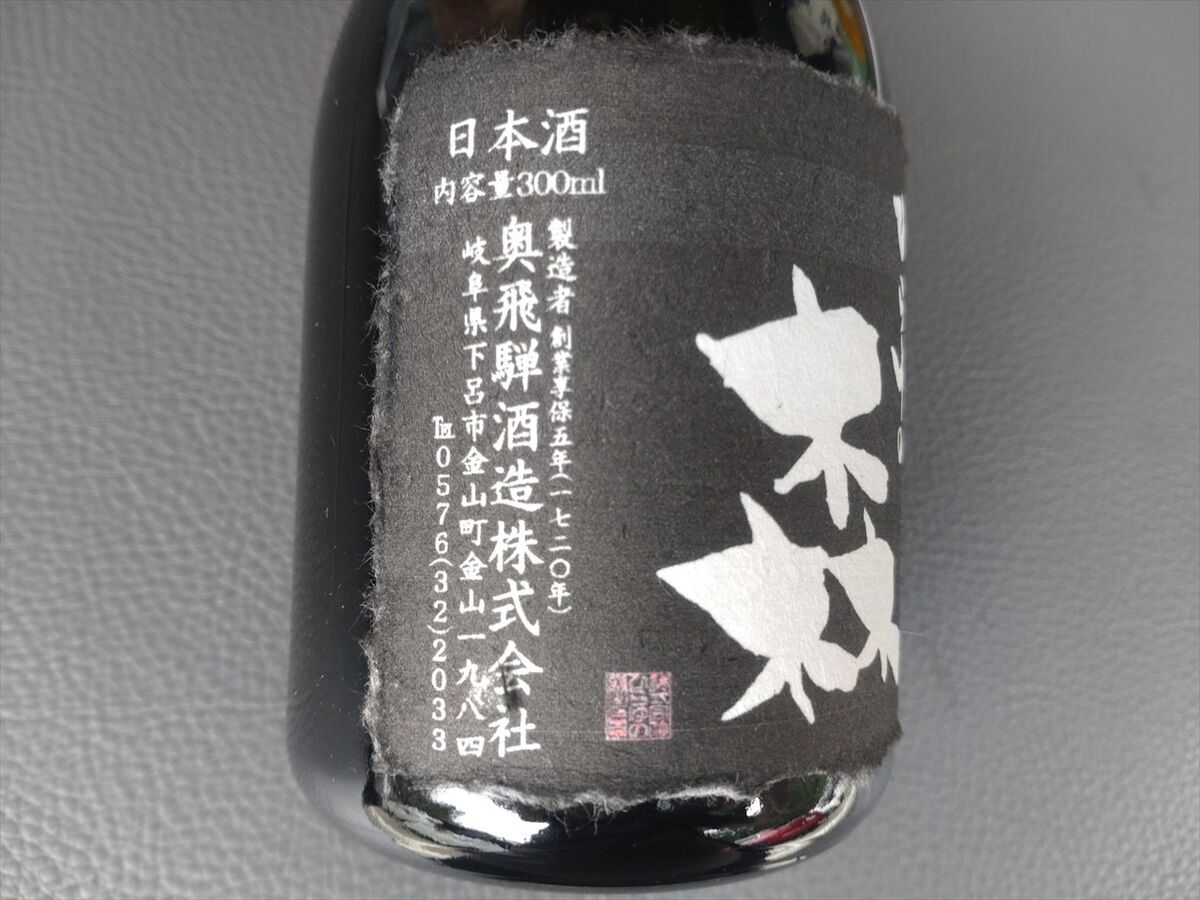 日本酒
内容量300ml
製造者 創業享保五年(一七二〇年)
奥飛騨酒造株式会社
岐阜県下呂市金山町金山一九八四
℡0576(32)2033